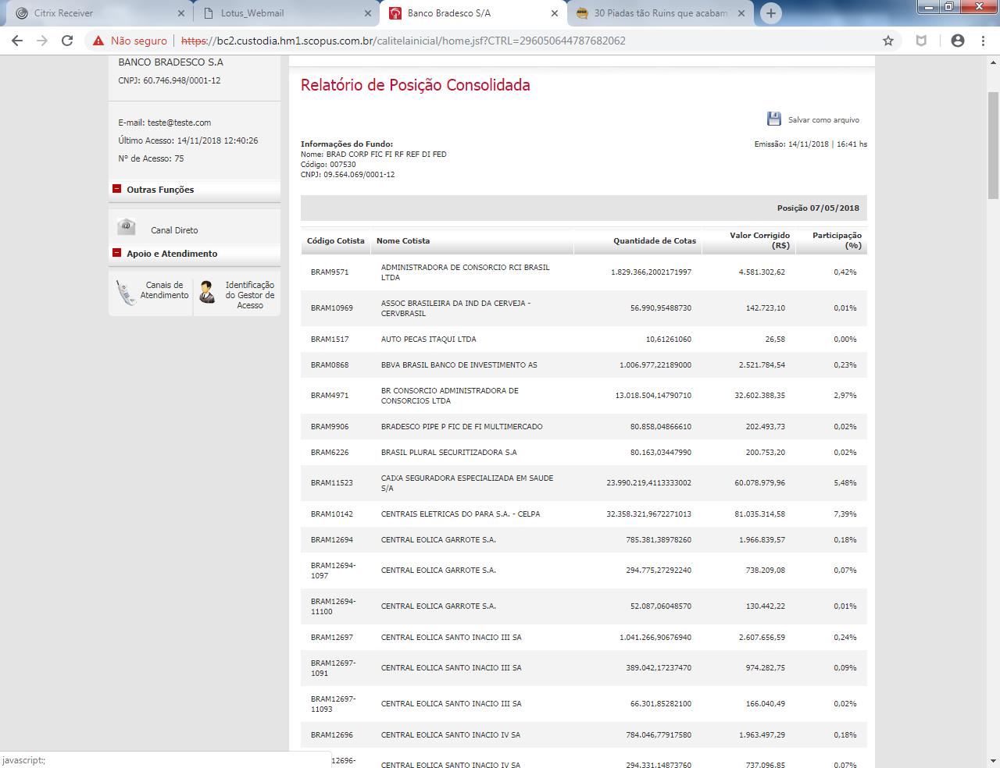 Citrix Receiver
Lotus_Webmail
Banco Bradesco S/A
30 Piadas tão Ruins que acabam
Não seguro
https://bc2.custodia.hm1.scopus.com.br/calitelainicial/home.jsf?CTRL=296050644787682062
BANCO BRADESCO S.A
CNPJ: 60.746.948/0001-12
E-mail: teste@teste.com
Último Acesso: 14/11/2018 12:40:26
Nº de Acesso: 75
Outras Funções
Canal Direto
Apoio e Atendimento
Canais de
Atendimento
Identificação
do Gestor de
Acesso
Relatório de Posição Consolidada
Salvar como arquivo
Informações do Fundo:
Emissão: 14/11/2018 | 16:41 hs
Nome: BRAD CORP FIC FI RF REF DI FED
Código: 007530
CNPJ: 09.564.069/0001-12
Posição 07/05/2018
Código Cotista Nome Cotista Quantidade de Cotas Valor Corrigido (R$) Participação (%)
BRAM9571 ADMINISTRADORA DE CONSORCIO RCI BRASIL LTDA 1.829.366,2002171997 4.581.302,62 0,42%
BRAM10969 ASSOC BRASILEIRA DA IND DA CERVEJA - CERVBRASIL 56.990,95488730 142.723,10 0,01%
BRAM1517 AUTO PECAS ITAQUI LTDA 10,61261060 26,58 0,00%
BRAM0868 BBVA BRASIL BANCO DE INVESTIMENTO AS 1.006.977,22189000 2.521.784,54 0,23%
BRAM4971 BR CONSORCIO ADMINISTRADORA DE CONSORCIOS LTDA 13.018.504,14790710 32.602.388,35 2,97%
BRAM9906 BRADESCO PIPE P FIC DE FI MULTIMERCADO 80.858,04866610 202.493,73 0,02%
BRAM6226 BRASIL PLURAL SECURITIZADORA S.A 80.163,03447990 200.753,20 0,02%
BRAM11523 CAIXA SEGURADORA ESPECIALIZADA EM SAUDE S/A 23.990.219,4113333002 60.078.979,96 5,48%
BRAM10142 CENTRAIS ELETRICAS DO PARA S.A. - CELPA 32.358.321,9672271013 81.035.314,58 7,39%
BRAM12694 CENTRAL EOLICA GARROTE S.A. 785.381,38978260 1.966.839,57 0,18%
BRAM12694-1097 CENTRAL EOLICA GARROTE S.A. 294.775,27292240 738.209,08 0,07%
BRAM12694-11100 CENTRAL EOLICA GARROTE S.A. 52.087,06048570 130.442,22 0,01%
BRAM12697 CENTRAL EOLICA SANTO INACIO III SA 1.041.266,90676940 2.607.656,59 0,24%
BRAM12697-1091 CENTRAL EOLICA SANTO INACIO III SA 389.042,17237470 974.282,75 0,09%
BRAM12697-11093 CENTRAL EOLICA SANTO INACIO III SA 66.301,85282100 166.040,49 0,02%
BRAM12696 CENTRAL EOLICA SANTO INACIO IV SA 784.046,77917580 1.963.497,29 0,18%
12696- CENTRAL EOLICA SANTO INACIO IV SA 294.331,14873760 737.096,85 0,07%
javascript:;